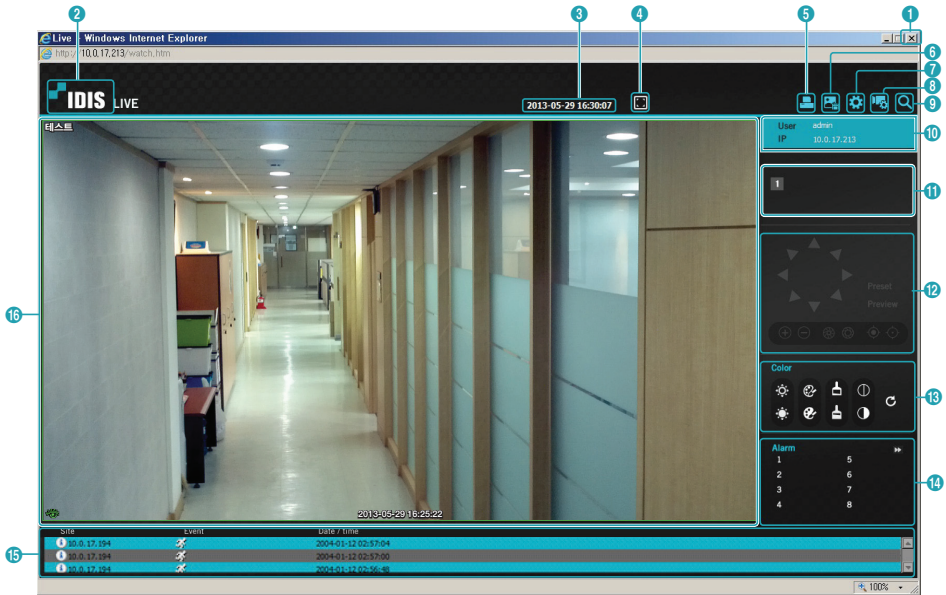 2
3
4
5
1
Live - Windows Internet Explorer
http://10.0.17.213/watch.htm
6
7
8
9
IDIS LIVE
2013-05-29 16:30:07
테스트
User admin
IP 10.0.17.213
10
1
11
Preset
Preview
12
16
Color
13
Alarm
1 5
2 6
3 7
4 8
14
2013-05-29 16:25:22
Site Event Date / time
10.0.17.194 2004-01-12 02:57:04
10.0.17.194 2004-01-12 02:57:00
10.0.17.194 2004-01-12 02:56:48
15
100%